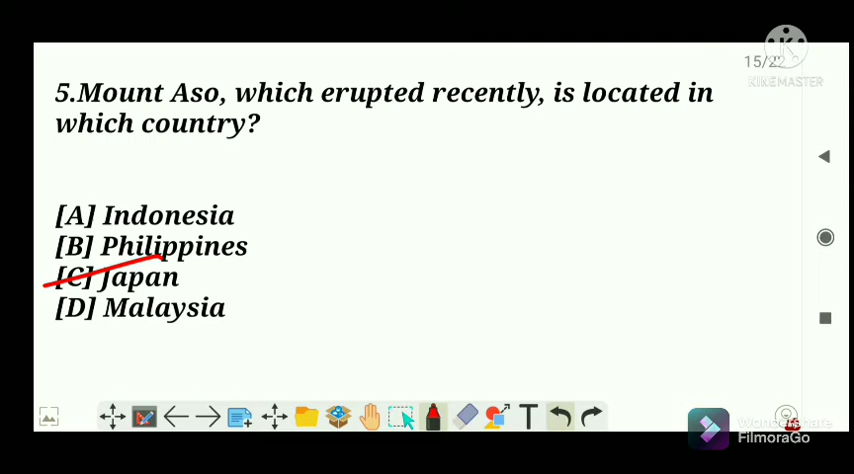 15/22
KINEMASTER
5.Mount Aso, which erupted recently, is located in
which country?
[A] Indonesia
[B] Philippines
[C] Japan
[D] Malaysia
Wondershare
FilmoraGo